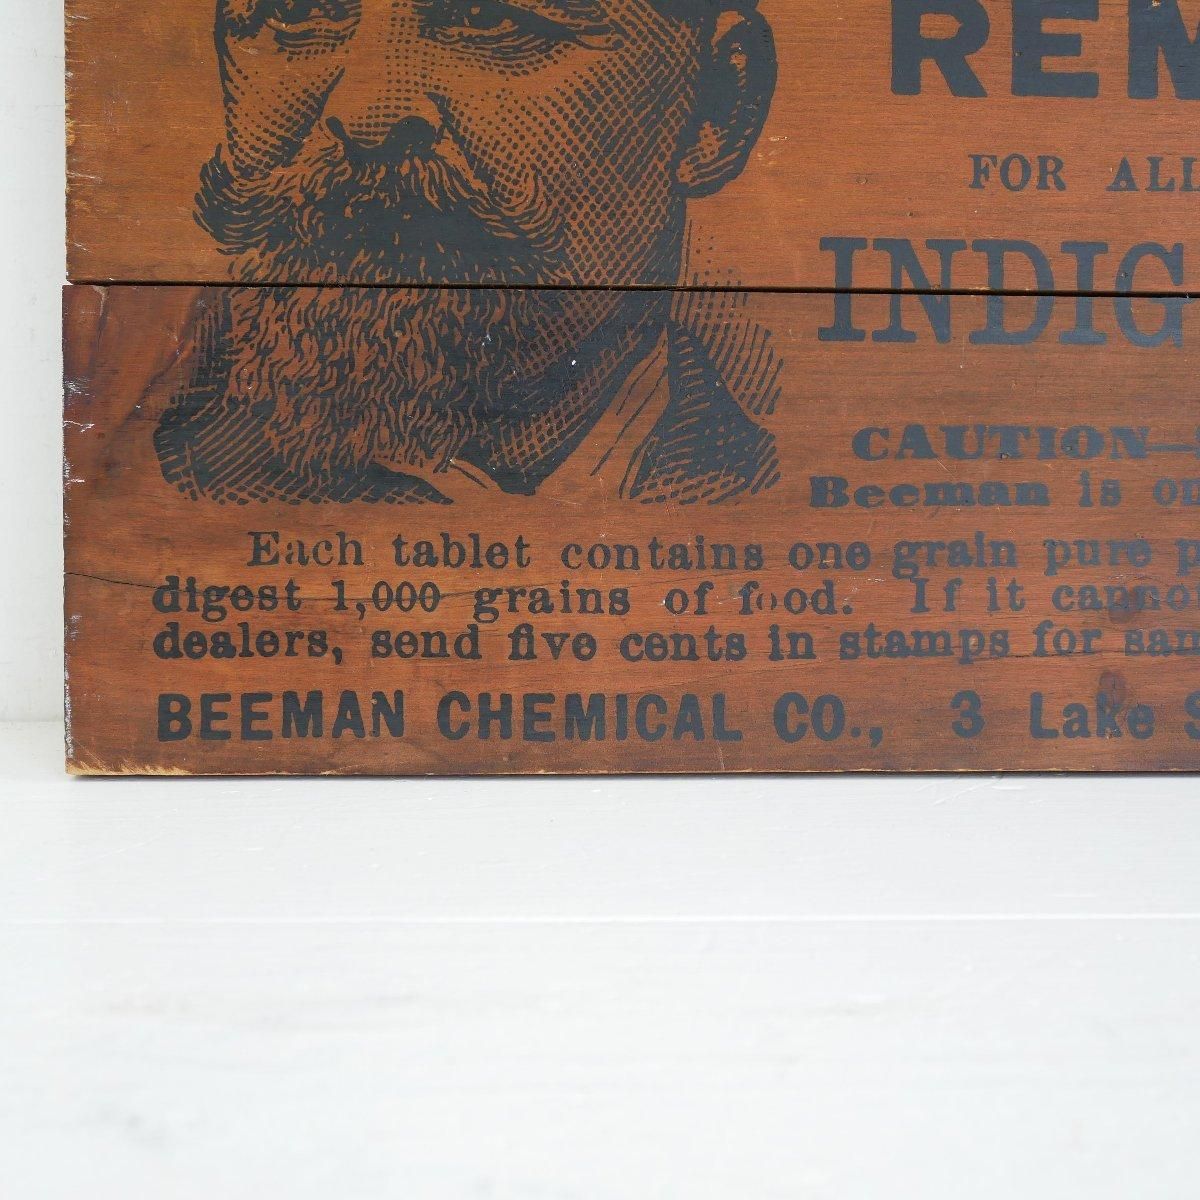 REM
FOR ALL
INDIG
CAUTION—
Beeman is on
Each tablet contains one grain pure p
digest 1,000 grains of food. If it canno
dealers, send five cents in stamps for sam
BEEMAN CHEMICAL CO., 3 Lake S